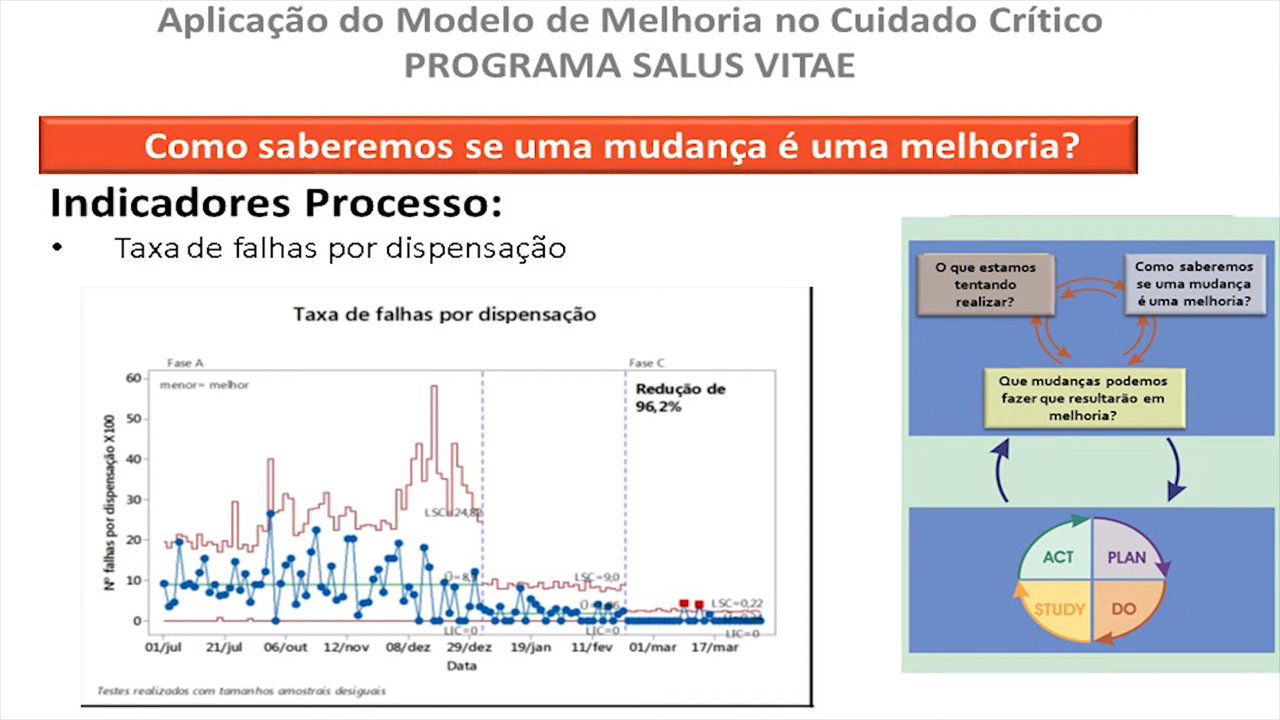 Aplicação do Modelo de Melhoria no Cuidado Crítico
PROGRAMA SALUS VITAE
Como saberemos se uma mudança é uma melhoria?
Indicadores Processo:
• Taxa de falhas por dispensação
Taxa de falhas por dispensação
Fase A
Fase C
menor= melhor
Redução de
96,2%
60
50
40
30
20
10
0
Nº falhas por dispensação X100
LSC=24,82
LIC=0
LSC=9,0
LIC=0
LSC=0,22
LIC=0
01/jul 21/jul 06/out 12/nov 08/dez 29/dez 19/jan 11/fev 01/mar 17/mar
Data
Testes realizados com tamanhos amostrais desiguais
O que estamos
tentando
realizar?
Como saberemos
se uma mudança
é uma melhoria?
Que mudanças podemos
fazer que resultarão em
melhoria?
ACT
PLAN
STUDY
DO